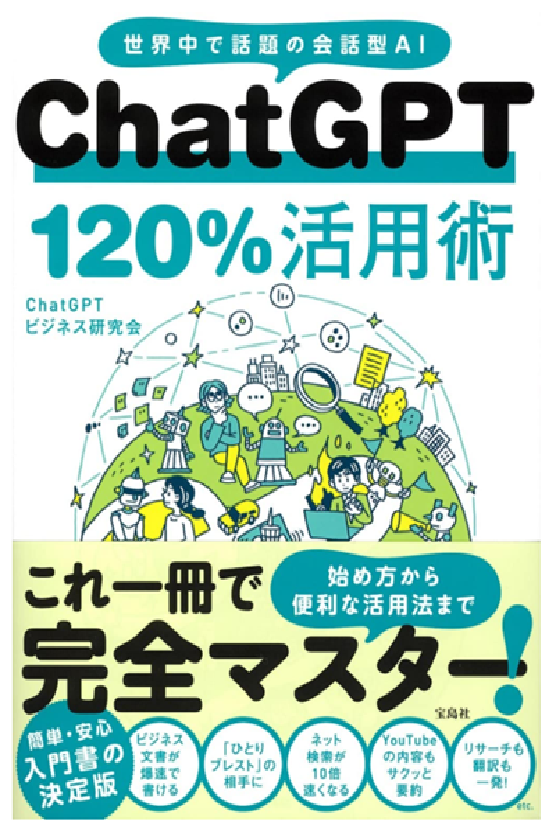 世界中で話題の会話型AI
ChatGPT
120%活用術
ChatGPT
ビジネス研究会
これ一冊で
始め方から
便利な活用法まで
完全マスター!
宝島社
簡単・安心
入門書の
決定版
ビジネス
文書が
爆速で
書ける
「ひとり
ブレスト」の
相手に
ネット
検索が
10倍
速くなる
YouTube
の内容も
サクッと
要約
リサーチも
翻訳も
一発!
etc.